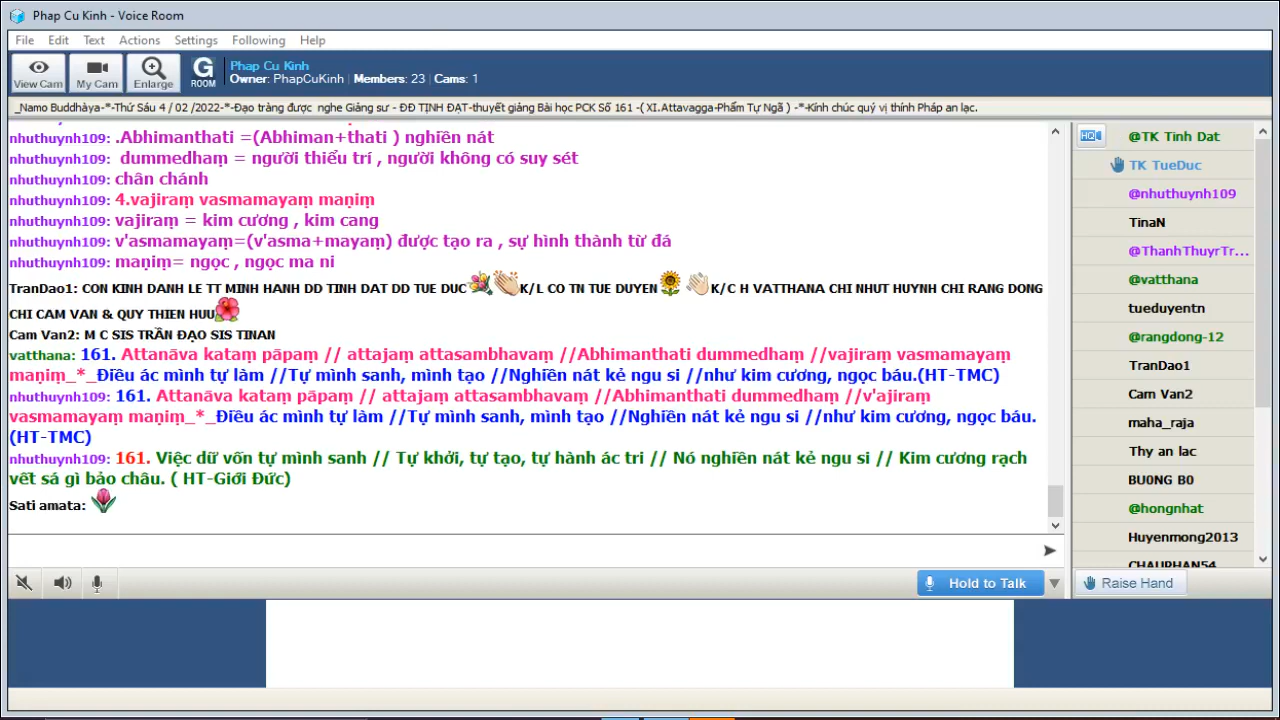 Phap Cu Kinh - Voice Room
File Edit Text Actions Settings Following Help
View Cam My Cam Enlarge G ROOM
Phap Cu Kinh
Owner: PhapCuKinh | Members: 23 | Cams: 1
_Namo Buddhàya-*-Thứ Sáu 4 / 02 /2022-*-Đạo tràng được nghe Giảng sư - ĐĐ TỊNH ĐẠT-thuyết giảng Bài học PCK Số 161 -( XI.Attavagga-Phẩm Tự Ngã ) -*-Kính chúc quý vị thính Pháp an lạc.
nhuthuynh109: .Abhimanthati =(Abhiman+thati ) nghiền nát
nhuthuynh109: dummedhaṃ = người thiểu trí , người không có suy sét
nhuthuynh109: chân chánh
nhuthuynh109: 4.vajiraṃ vasmamayaṃ maṇiṃ
nhuthuynh109: vajiraṃ = kim cương , kim cang
nhuthuynh109: v'asmamayaṃ=(v'asma+mayaṃ) được tạo ra , sự hình thành từ đá
nhuthuynh109: maṇiṃ= ngọc , ngọc ma ni
TranDao1: CON KINH DANH LE TT MINH HANH DD TINH DAT DD TUE DUC K/L CO TN TUE DUYEN K/C H VATTHANA CHI NHUT HUYNH CHI RANG DONG
CHI CAM VAN & QUY THIEN HUU
Cam Van2: M C SIS TRẦN ĐẠO SIS TINAN
vatthana: 161. Attanāva kataṃ pāpaṃ // attajaṃ attasambhavaṃ //Abhimanthati dummedhaṃ //vajiraṃ vasmamayaṃ
maṇiṃ_*_Điều ác mình tự làm //Tự mình sanh, mình tạo //Nghiền nát kẻ ngu si //như kim cương, ngọc báu.(HT-TMC)
nhuthuynh109: 161. Attanāva kataṃ pāpaṃ // attajaṃ attasambhavaṃ //Abhimanthati dummedhaṃ //v'ajiraṃ
vasmamayaṃ maṇiṃ_*_Điều ác mình tự làm //Tự mình sanh, mình tạo //Nghiền nát kẻ ngu si //như kim cương, ngọc báu.
(HT-TMC)
nhuthuynh109: 161. Việc dữ vốn tự mình sanh // Tự khởi, tự tạo, tự hành ác tri // Nó nghiền nát kẻ ngu si // Kim cương rạch
vết sá gì bảo châu. ( HT-Giới Đức)
Sati amata:
HQ
@TK Tinh Dat
TK TueDuc
@nhuthuynh109
TinaN
@ThanhThuyrTr...
@vatthana
tueduyentn
@rangdong-12
TranDao1
Cam Van2
maha_raja
Thy an lac
BU0NG B0
@hongnhat
Huyenmong2013
CHAUPHAN54
Hold to Talk
Raise Hand